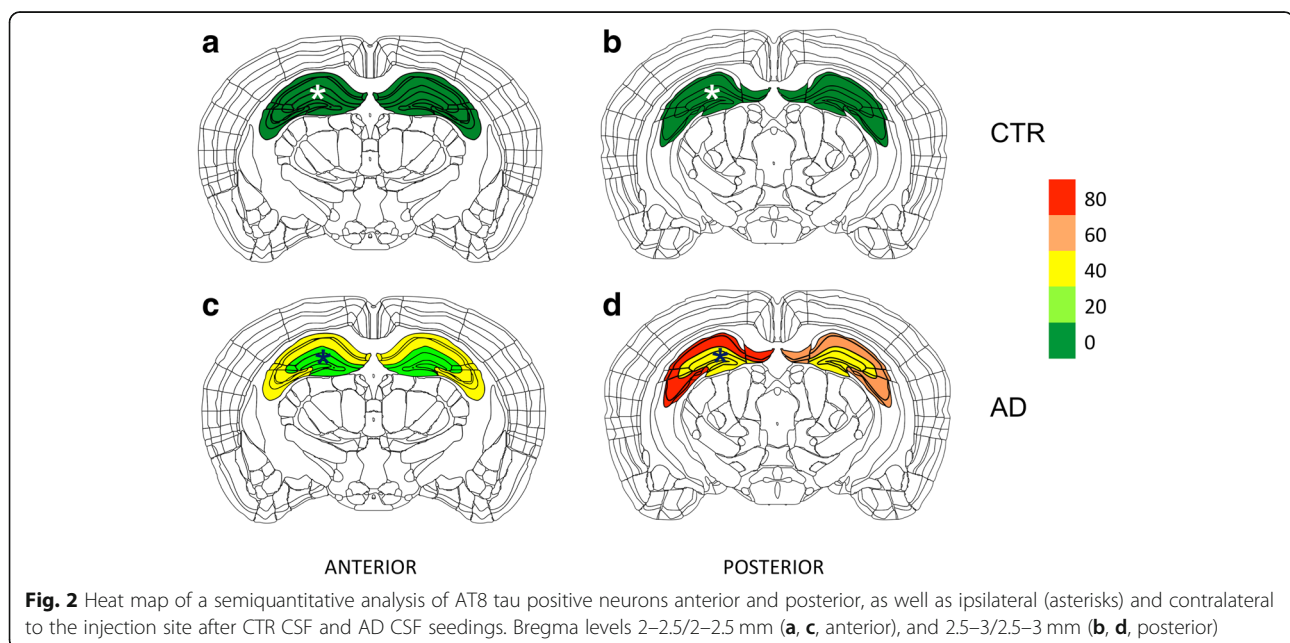 a
b
CTR
80
60
40
20
0
c
d
AD
ANTERIOR
POSTERIOR
Fig. 2 Heat map of a semiquantitative analysis of AT8 tau positive neurons anterior and posterior, as well as ipsilateral (asterisks) and contralateral
to the injection site after CTR CSF and AD CSF seedings. Bregma levels 2–2.5/2–2.5 mm (a, c, anterior), and 2.5–3/2.5–3 mm (b, d, posterior)